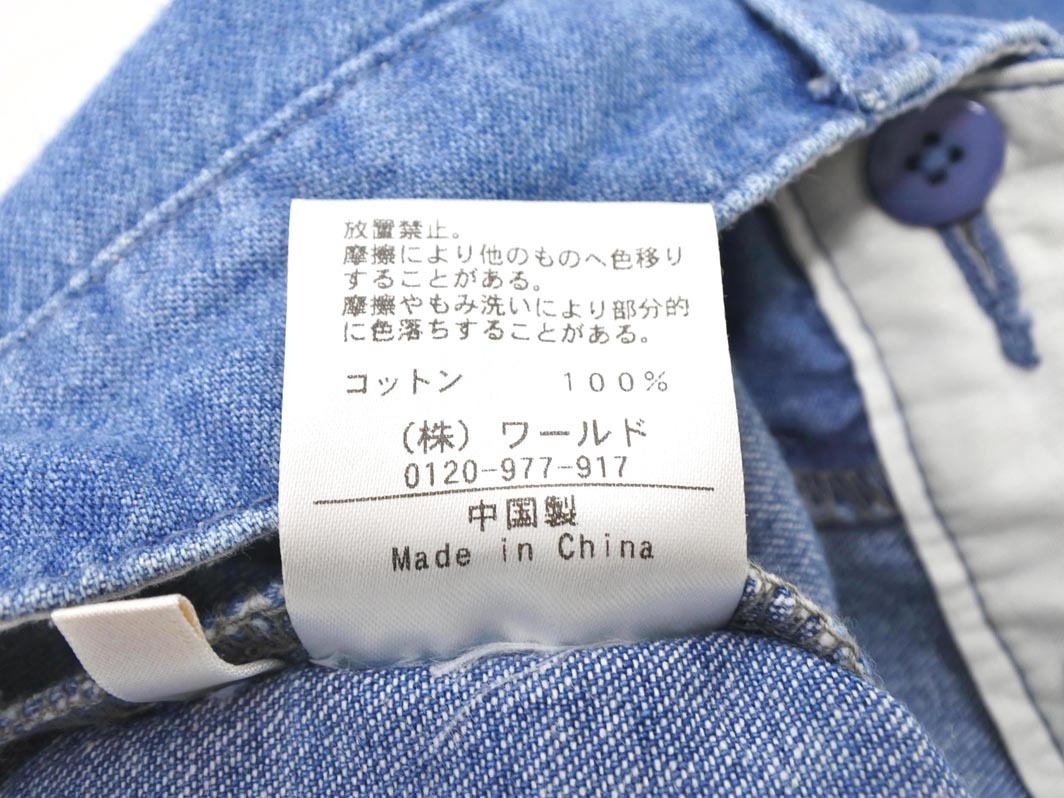 放置禁止。
摩擦により他のものへ色移り
することがある。
摩擦やもみ洗いにより部分的
に色落ちすることがある。
コットン　　１００％
（株）ワールド
0120-977-917
中国製
Made in China